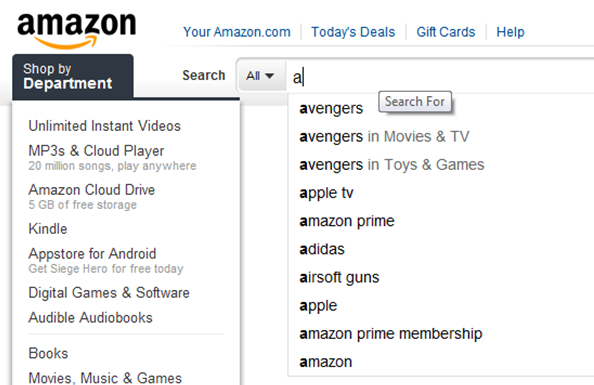 amazon
Your Amazon.com Today's Deals Gift Cards Help
Shop by
Department
Search All a
Search For
Unlimited Instant Videos
MP3s & Cloud Player
20 million songs, play anywhere
Amazon Cloud Drive
5 GB of free storage
Kindle
Appstore for Android
Get Siege Hero for free today
Digital Games & Software
Audible Audiobooks
Books
Movies, Music & Games
avengers
avengers in Movies & TV
avengers in Toys & Games
apple tv
amazon prime
adidas
airsoft guns
apple
amazon prime membership
amazon